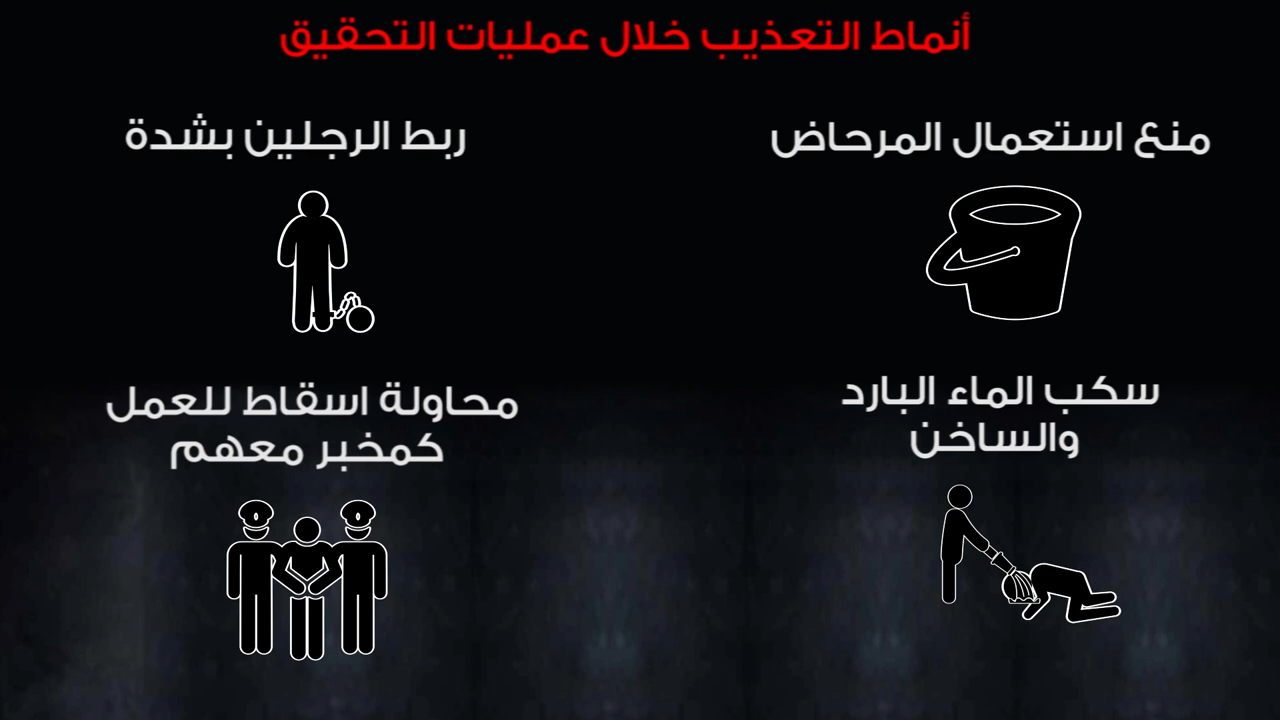 أنماط التعذيب خلال عمليات التحقيق
منع استعمال المرحاض
ربط الرجلين بشدة
سكب الماء البارد
والساخن
محاولة اسقاط للعمل
كمخبر معهم